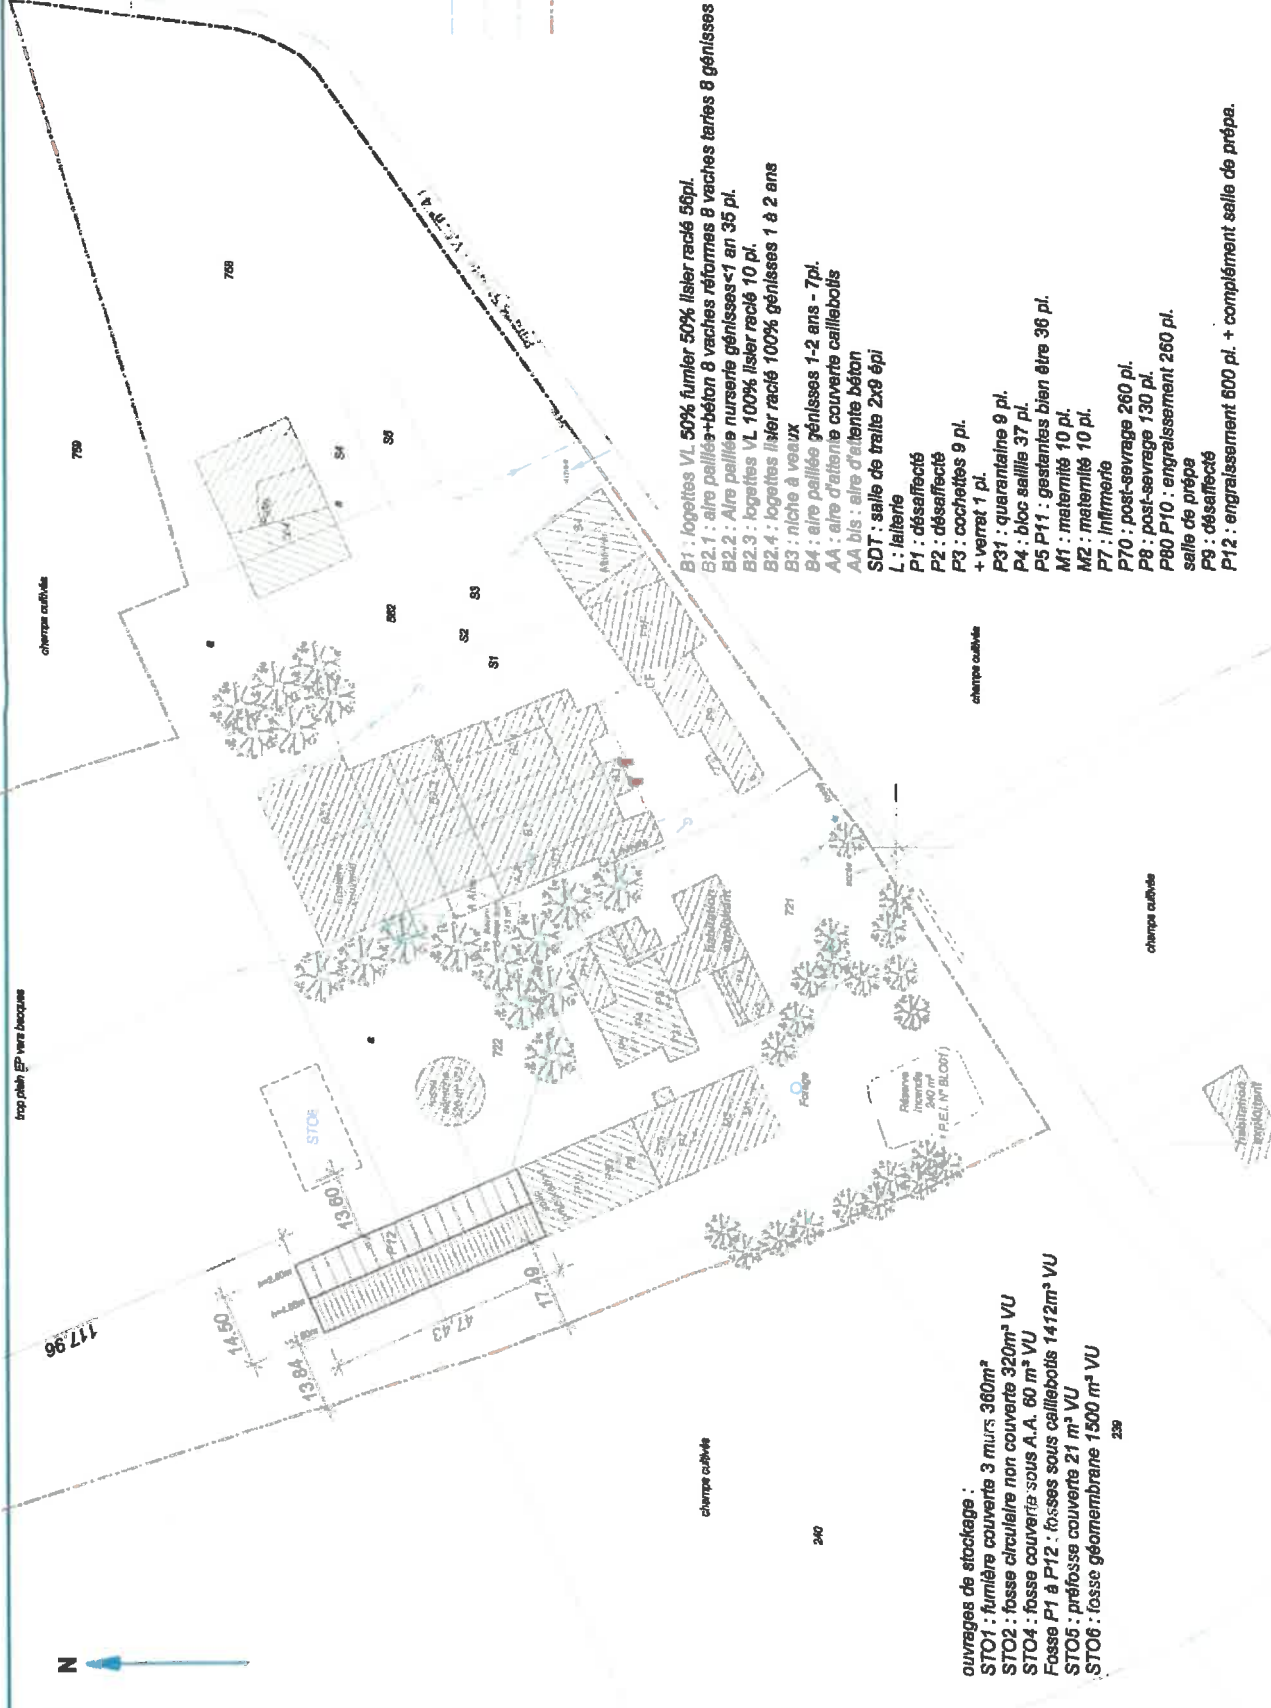 trop plein EP vers becques
champs cultivés
759
758
117.96
14.50
13.84
13.60
47.43
17.49
P12
STO6
722
562
S1
S2
S3
S4
S5
721
Forage
Réserve
incendie
240 m³
(P.E.I. N° BLC01)
habitation
exploitant
accès
Atelier
habitation
exploitant
champs cultivés
champs cultivés
champs cultivés
240
239
N
B1 : logettes VL 50% fumier 50% lisier raclé 56pl.
B2.1 : aire paillée+béton 8 vaches réformes 8 vaches taries 8 génisses
B2.2 : Aire paillée nurserie génisses<1 an 35 pl.
B2.3 : logettes VL 100% lisier raclé 10 pl.
B2.4 : logettes lisier raclé 100% génisses 1 à 2 ans
B3 : niche à veaux
B4 : aire paillée génisses 1-2 ans - 7pl.
AA : aire d'attente couverte caillebotis
AA bis : aire d'attente béton
SDT : salle de traite 2x9 épi
L : laiterie
P1 : désaffecté
P2 : désaffecté
P3 : cochettes 9 pl.
+ verrat 1 pl.
P31 : quarantaine 9 pl.
P4 : bloc saillie 37 pl.
P5 P11 : gestantes bien être 36 pl.
M1 : maternité 10 pl.
M2 : maternité 10 pl.
P7 : infirmerie
P70 : post-sevrage 260 pl.
P8 : post-sevrage 130 pl.
P80 P10 : engraissement 260 pl.
salle de prépa
P9 : désaffecté
P12 : engraissement 600 pl. + complément salle de prépa.
ouvrages de stockage :
STO1 : fumière couverte 3 murs 360m²
STO2 : fosse circulaire non couverte 320m³ VU
STO4 : fosse couverte sous A.A. 60 m³ VU
Fosse P1 à P12 : fosses sous caillebotis 1412m³ VU
STO5 : préfosse couverte 21 m³ VU
STO6 : fosse géomembrane 1500 m³ VU